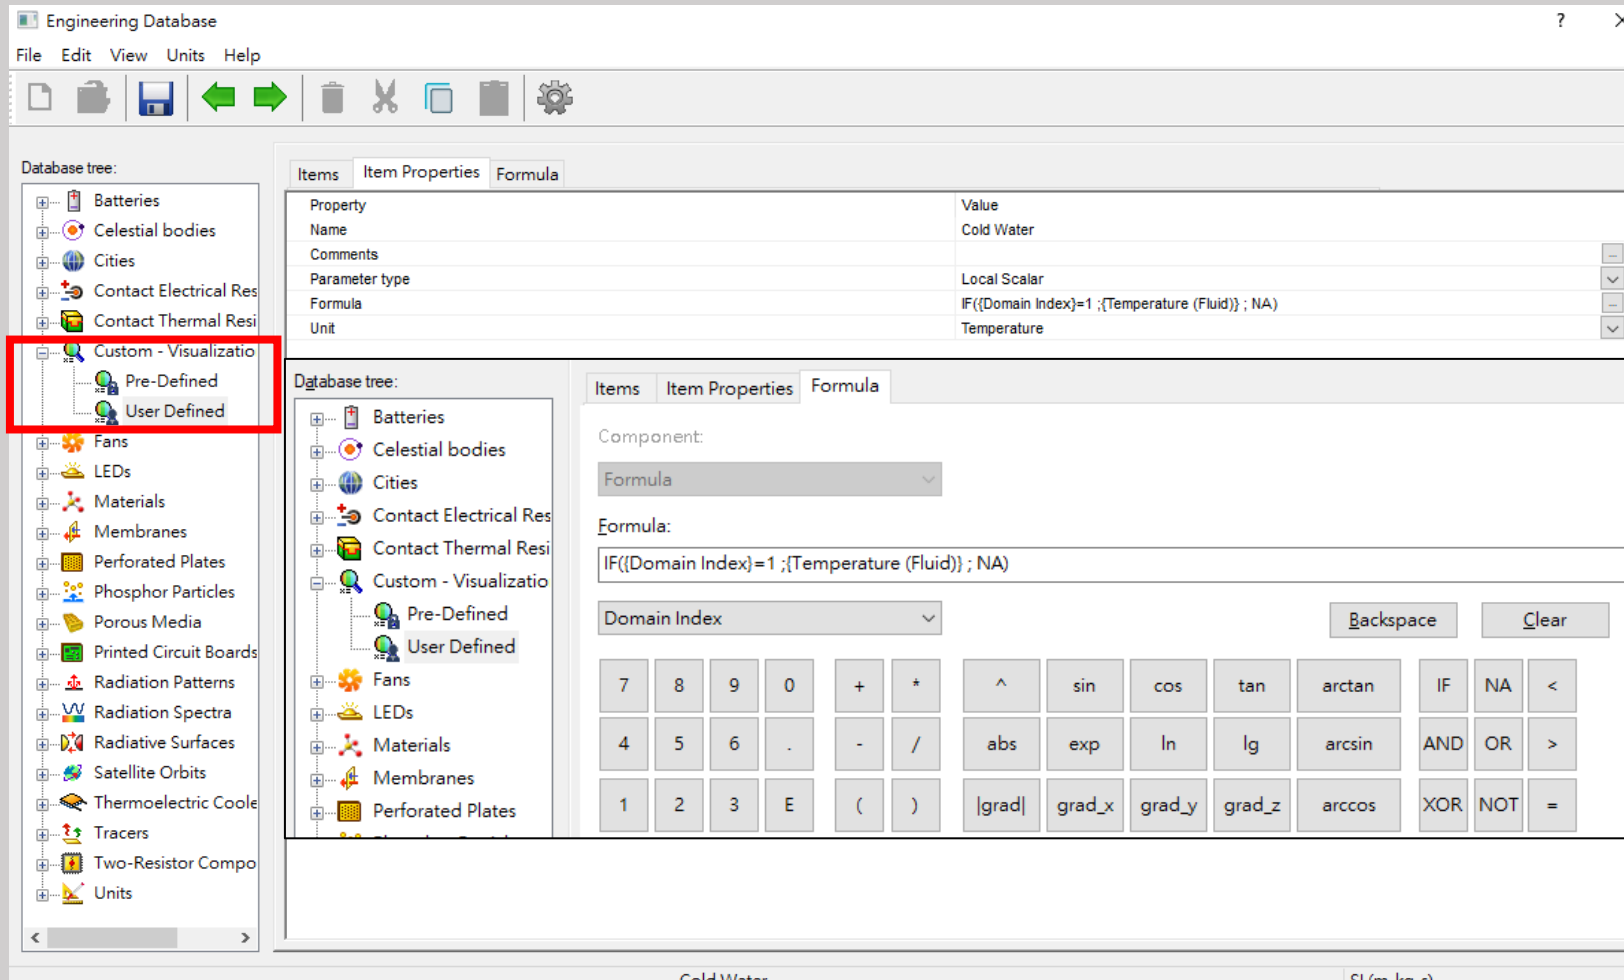 Engineering Database ? ×
File Edit View Units Help
Database tree:
Batteries
Celestial bodies
Cities
Contact Electrical Res
Contact Thermal Resi
Custom - Visualizatio
Pre-Defined
User Defined
Fans
LEDs
Materials
Membranes
Perforated Plates
Phosphor Particles
Porous Media
Printed Circuit Boards
Radiation Patterns
Radiation Spectra
Radiative Surfaces
Satellite Orbits
Thermoelectric Coole
Tracers
Two-Resistor Compo
Units
Items Item Properties Formula
Property Value
Name Cold Water
Comments
Parameter type Local Scalar
Formula IF({Domain Index}=1 ;{Temperature (Fluid)} ; NA)
Unit Temperature
Database tree:
Batteries
Celestial bodies
Cities
Contact Electrical Res
Contact Thermal Resi
Custom - Visualizatio
Pre-Defined
User Defined
Fans
LEDs
Materials
Membranes
Perforated Plates
Items Item Properties Formula
Component:
Formula
Formula:
IF({Domain Index}=1 ;{Temperature (Fluid)} ; NA)
Domain Index Backspace Clear
7 8 9 0 + * ^ sin cos tan arctan IF NA <
4 5 6 . - / abs exp ln lg arcsin AND OR >
1 2 3 E ( ) |grad| grad_x grad_y grad_z arccos XOR NOT =
Cold Water SI (m-kg-s)